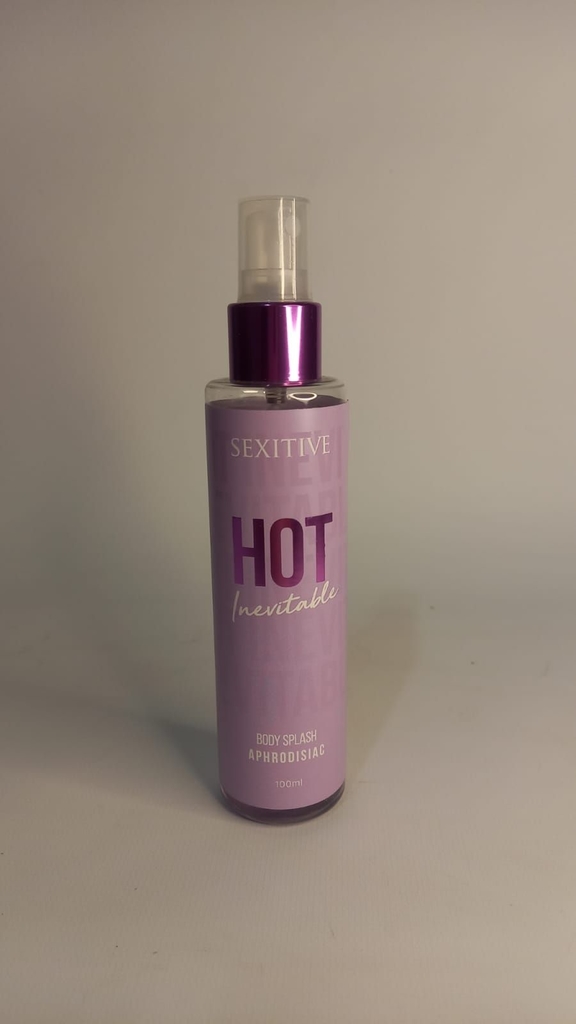 SEXITIVE
HOT
Inevitable
BODY SPLASH
APHRODISIAC
100ml